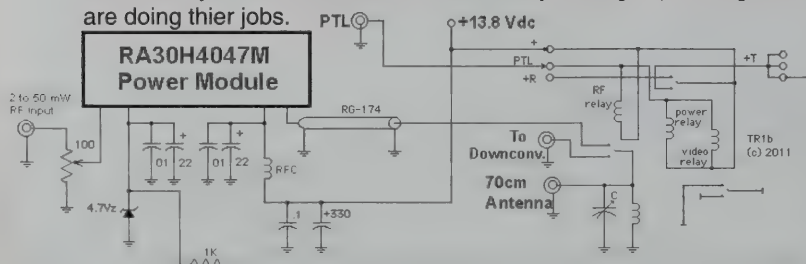 are doing thier jobs.
PTL
+13.8 Vdc
RA30H4047M
Power Module
+
PTL
+R
+T
2 to 50 mW
RF Input
100
RG-174
RF
relay
power
relay
video
relay
TR1b
(c) 2011
.01
22
+
.01
22
+
RFC
To
Downconv.
70cm
Antenna
C
4.7Vz
.1
+330
1K